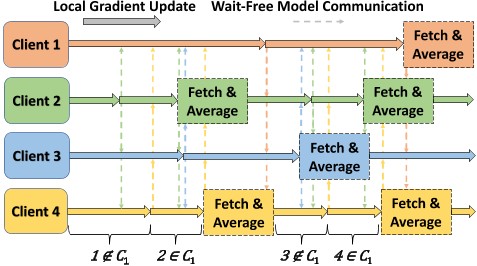 Local Gradient Update Wait-Free Model Communication
Client 1
Fetch & Average
Client 2
Fetch & Average
Fetch & Average
Client 3
Fetch & Average
Client 4
Fetch & Average
Fetch & Average
1 ∉ C₁ 2 ∈ C₁ 3 ∉ C₁ 4 ∈ C₁